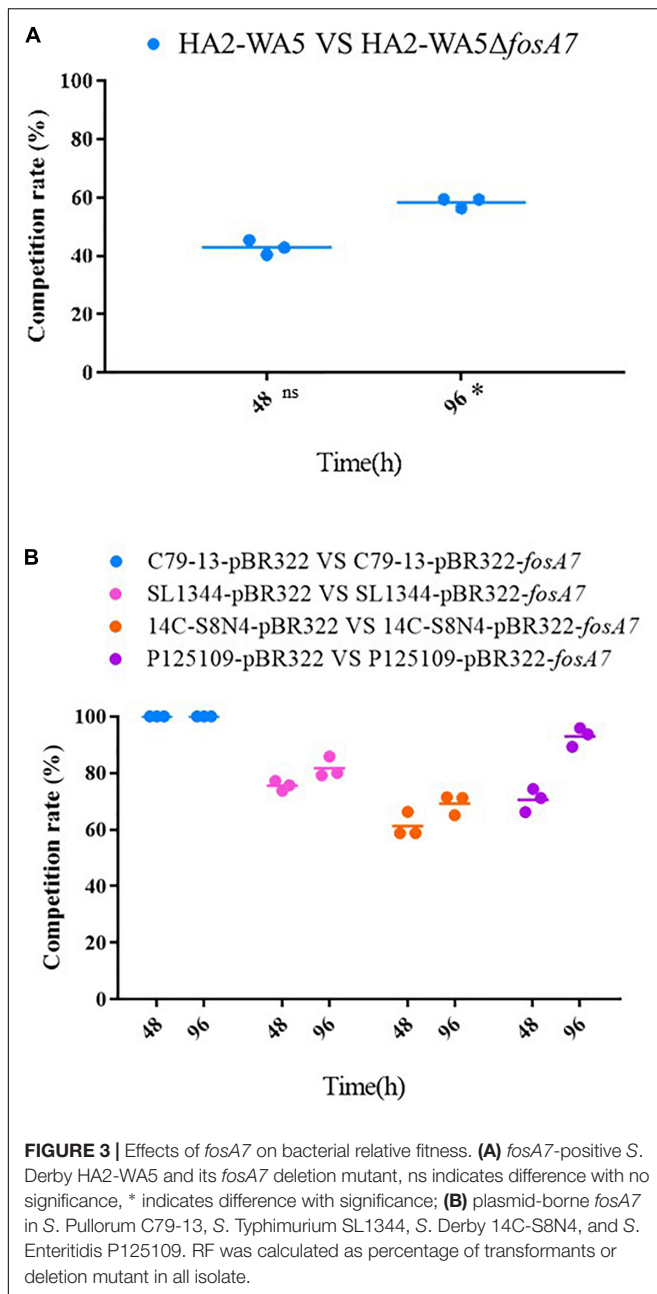 A
HA2-WA5 VS HA2-WA5ΔfosA7
Competition rate (%)
100
80
60
40
20
0
48 ns
96 *
Time(h)
B
C79-13-pBR322 VS C79-13-pBR322-fosA7
SL1344-pBR322 VS SL1344-pBR322-fosA7
14C-S8N4-pBR322 VS 14C-S8N4-pBR322-fosA7
P125109-pBR322 VS P125109-pBR322-fosA7
Competition rate (%)
100
80
60
40
20
0
48 96 48 96 48 96 48 96
Time(h)
FIGURE 3 | Effects of fosA7 on bacterial relative fitness. (A) fosA7-positive S.
Derby HA2-WA5 and its fosA7 deletion mutant, ns indicates difference with no
significance, * indicates difference with significance; (B) plasmid-borne fosA7
in S. Pullorum C79-13, S. Typhimurium SL1344, S. Derby 14C-S8N4, and S.
Enteritidis P125109. RF was calculated as percentage of transformants or
deletion mutant in all isolate.